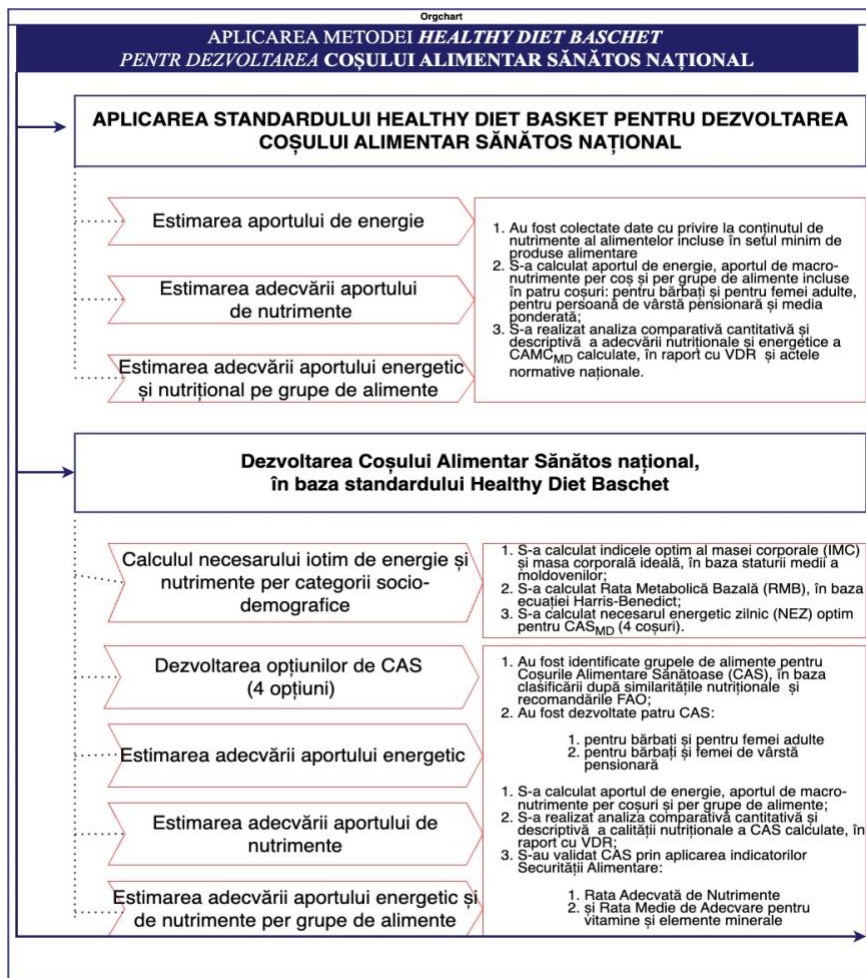 Orgchart
APLICAREA METODEI HEALTHY DIET BASCHET
PENTR DEZVOLTAREA COȘULUI ALIMENTAR SĂNĂTOS NAȚIONAL
APLICAREA STANDARDULUI HEALTHY DIET BASKET PENTRU DEZVOLTAREA
COȘULUI ALIMENTAR SĂNĂTOS NAȚIONAL
Estimarea aportului de energie
Estimarea adecvării aportului
de nutrimente
Estimarea adecvării aportului energetic
și nutrițional pe grupe de alimente
1. Au fost colectate date cu privire la conținutul de
nutrimente al alimentelor incluse în setul minim de
produse alimentare
2. S-a calculat aportul de energie, aportul de macro-
nutrimente per coș și per grupe de alimente incluse
în patru coșuri: pentru bărbați și pentru femei adulte,
pentru persoană de vârstă pensionară și media
ponderată;
3. S-a realizat analiza comparativă cantitativă și
descriptivă a adecvării nutriționale și energetice a
CAMC_MD calculate, în raport cu VDR și actele
normative naționale.
Dezvoltarea Coșului Alimentar Sănătos național,
în baza standardului Healthy Diet Baschet
Calculul necesarului iotim de energie și
nutrimente per categorii socio-
demografice
1. S-a calculat indicele optim al masei corporale (IMC)
și masa corporală ideală, în baza staturii medii a
moldovenilor;
2. S-a calculat Rata Metabolică Bazală (RMB), în baza
ecuației Harris-Benedict;
3. S-a calculat necesarul energetic zilnic (NEZ) optim
pentru CAS_MD (4 coșuri).
Dezvoltarea opțiunilor de CAS
(4 opțiuni)
Estimarea adecvării aportului energetic
1. Au fost identificate grupele de alimente pentru
Coșurile Alimentare Sănătoase (CAS), în baza
clasificării după similaritățile nutriționale și
recomandările FAO;
2. Au fost dezvoltate patru CAS:
1. pentru bărbați și pentru femei adulte
2. pentru bărbați și femei de vârstă
pensionară
Estimarea adecvării aportului de
nutrimente
Estimarea adecvării aportului energetic și
de nutrimente per grupe de alimente
1. S-a calculat aportul de energie, aportul de macro-
nutrimente per coșuri și per grupe de alimente;
2. S-a realizat analiza comparativă cantitativă și
descriptivă a calității nutriționale a CAS calculate, în
raport cu VDR;
3. S-au validat CAS prin aplicarea indicatorilor
Securității Alimentare:
1. Rata Adecvată de Nutrimente
2. și Rata Medie de Adecvare pentru
vitamine și elemente minerale